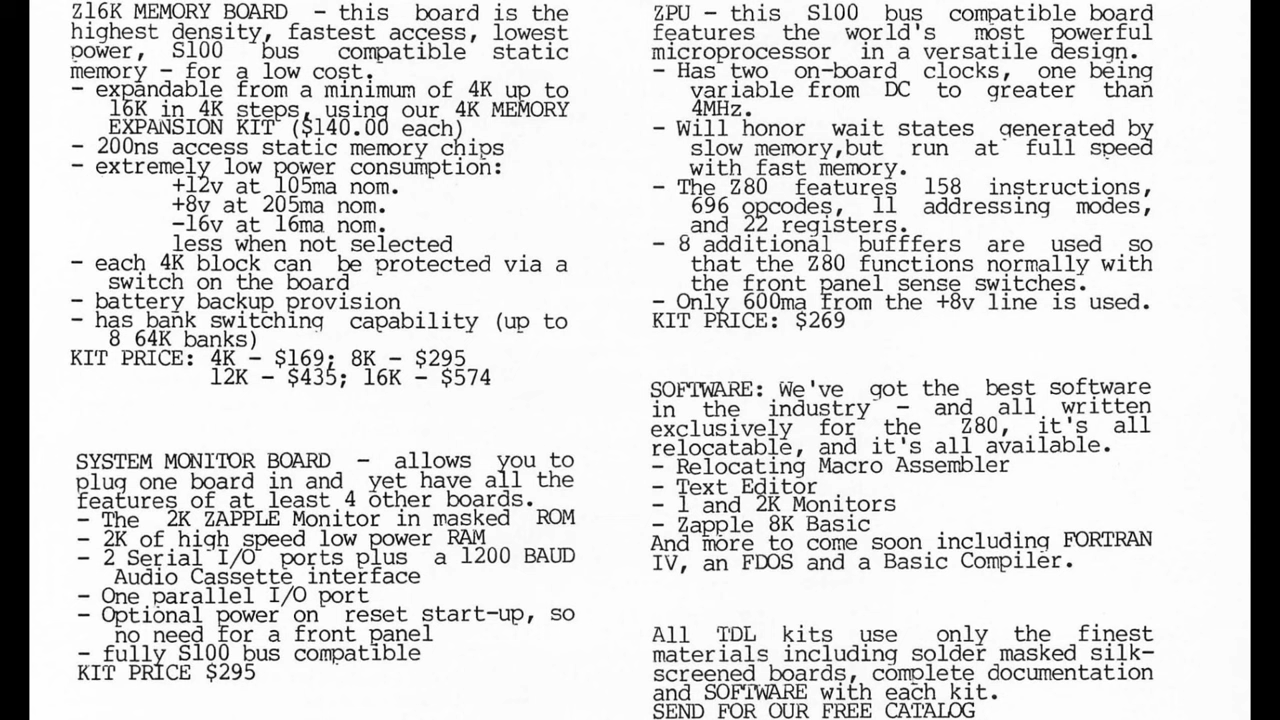 Z16K MEMORY BOARD - this board is the
highest density, fastest access, lowest
power, S100 bus compatible static
memory - for a low cost.
- expandable from a minimum of 4K up to
16K in 4K steps, using our 4K MEMORY
EXPANSION KIT ($140.00 each)
- 200ns access static memory chips
- extremely low power consumption:
+12v at 105ma nom.
+8v at 205ma nom.
-16v at 16ma nom.
less when not selected
- each 4K block can be protected via a
switch on the board
- battery backup provision
- has bank switching capability (up to
8 64K banks)
KIT PRICE: 4K - $169; 8K - $295
12K - $435; 16K - $574
SYSTEM MONITOR BOARD - allows you to
plug one board in and yet have all the
features of at least 4 other boards.
- The 2K ZAPPLE Monitor in masked ROM
- 2K of high speed low power RAM
- 2 Serial I/O ports plus a 1200 BAUD
Audio Cassette interface
- One parallel I/O port
- Optional power on reset start-up, so
no need for a front panel
- fully S100 bus compatible
KIT PRICE $295
ZPU - this S100 bus compatible board
features the world's most powerful
microprocessor in a versatile design.
- Has two on-board clocks, one being
variable from DC to greater than
4MHz.
- Will honor wait states generated by
slow memory,but run at full speed
with fast memory.
- The Z80 features 158 instructions,
696 opcodes, 11 addressing modes,
and 22 registers.
- 8 additional bufffers are used so
that the Z80 functions normally with
the front panel sense switches.
- Only 600ma from the +8v line is used.
KIT PRICE: $269
SOFTWARE: We've got the best software
in the industry - and all written
exclusively for the Z80, it's all
relocatable, and it's all available.
- Relocating Macro Assembler
- Text Editor
- 1 and 2K Monitors
- Zapple 8K Basic
And more to come soon including FORTRAN
IV, an FDOS and a Basic Compiler.
All TDL kits use only the finest
materials including solder masked silk-
screened boards, complete documentation
and SOFTWARE with each kit.
SEND FOR OUR FREE CATALOG